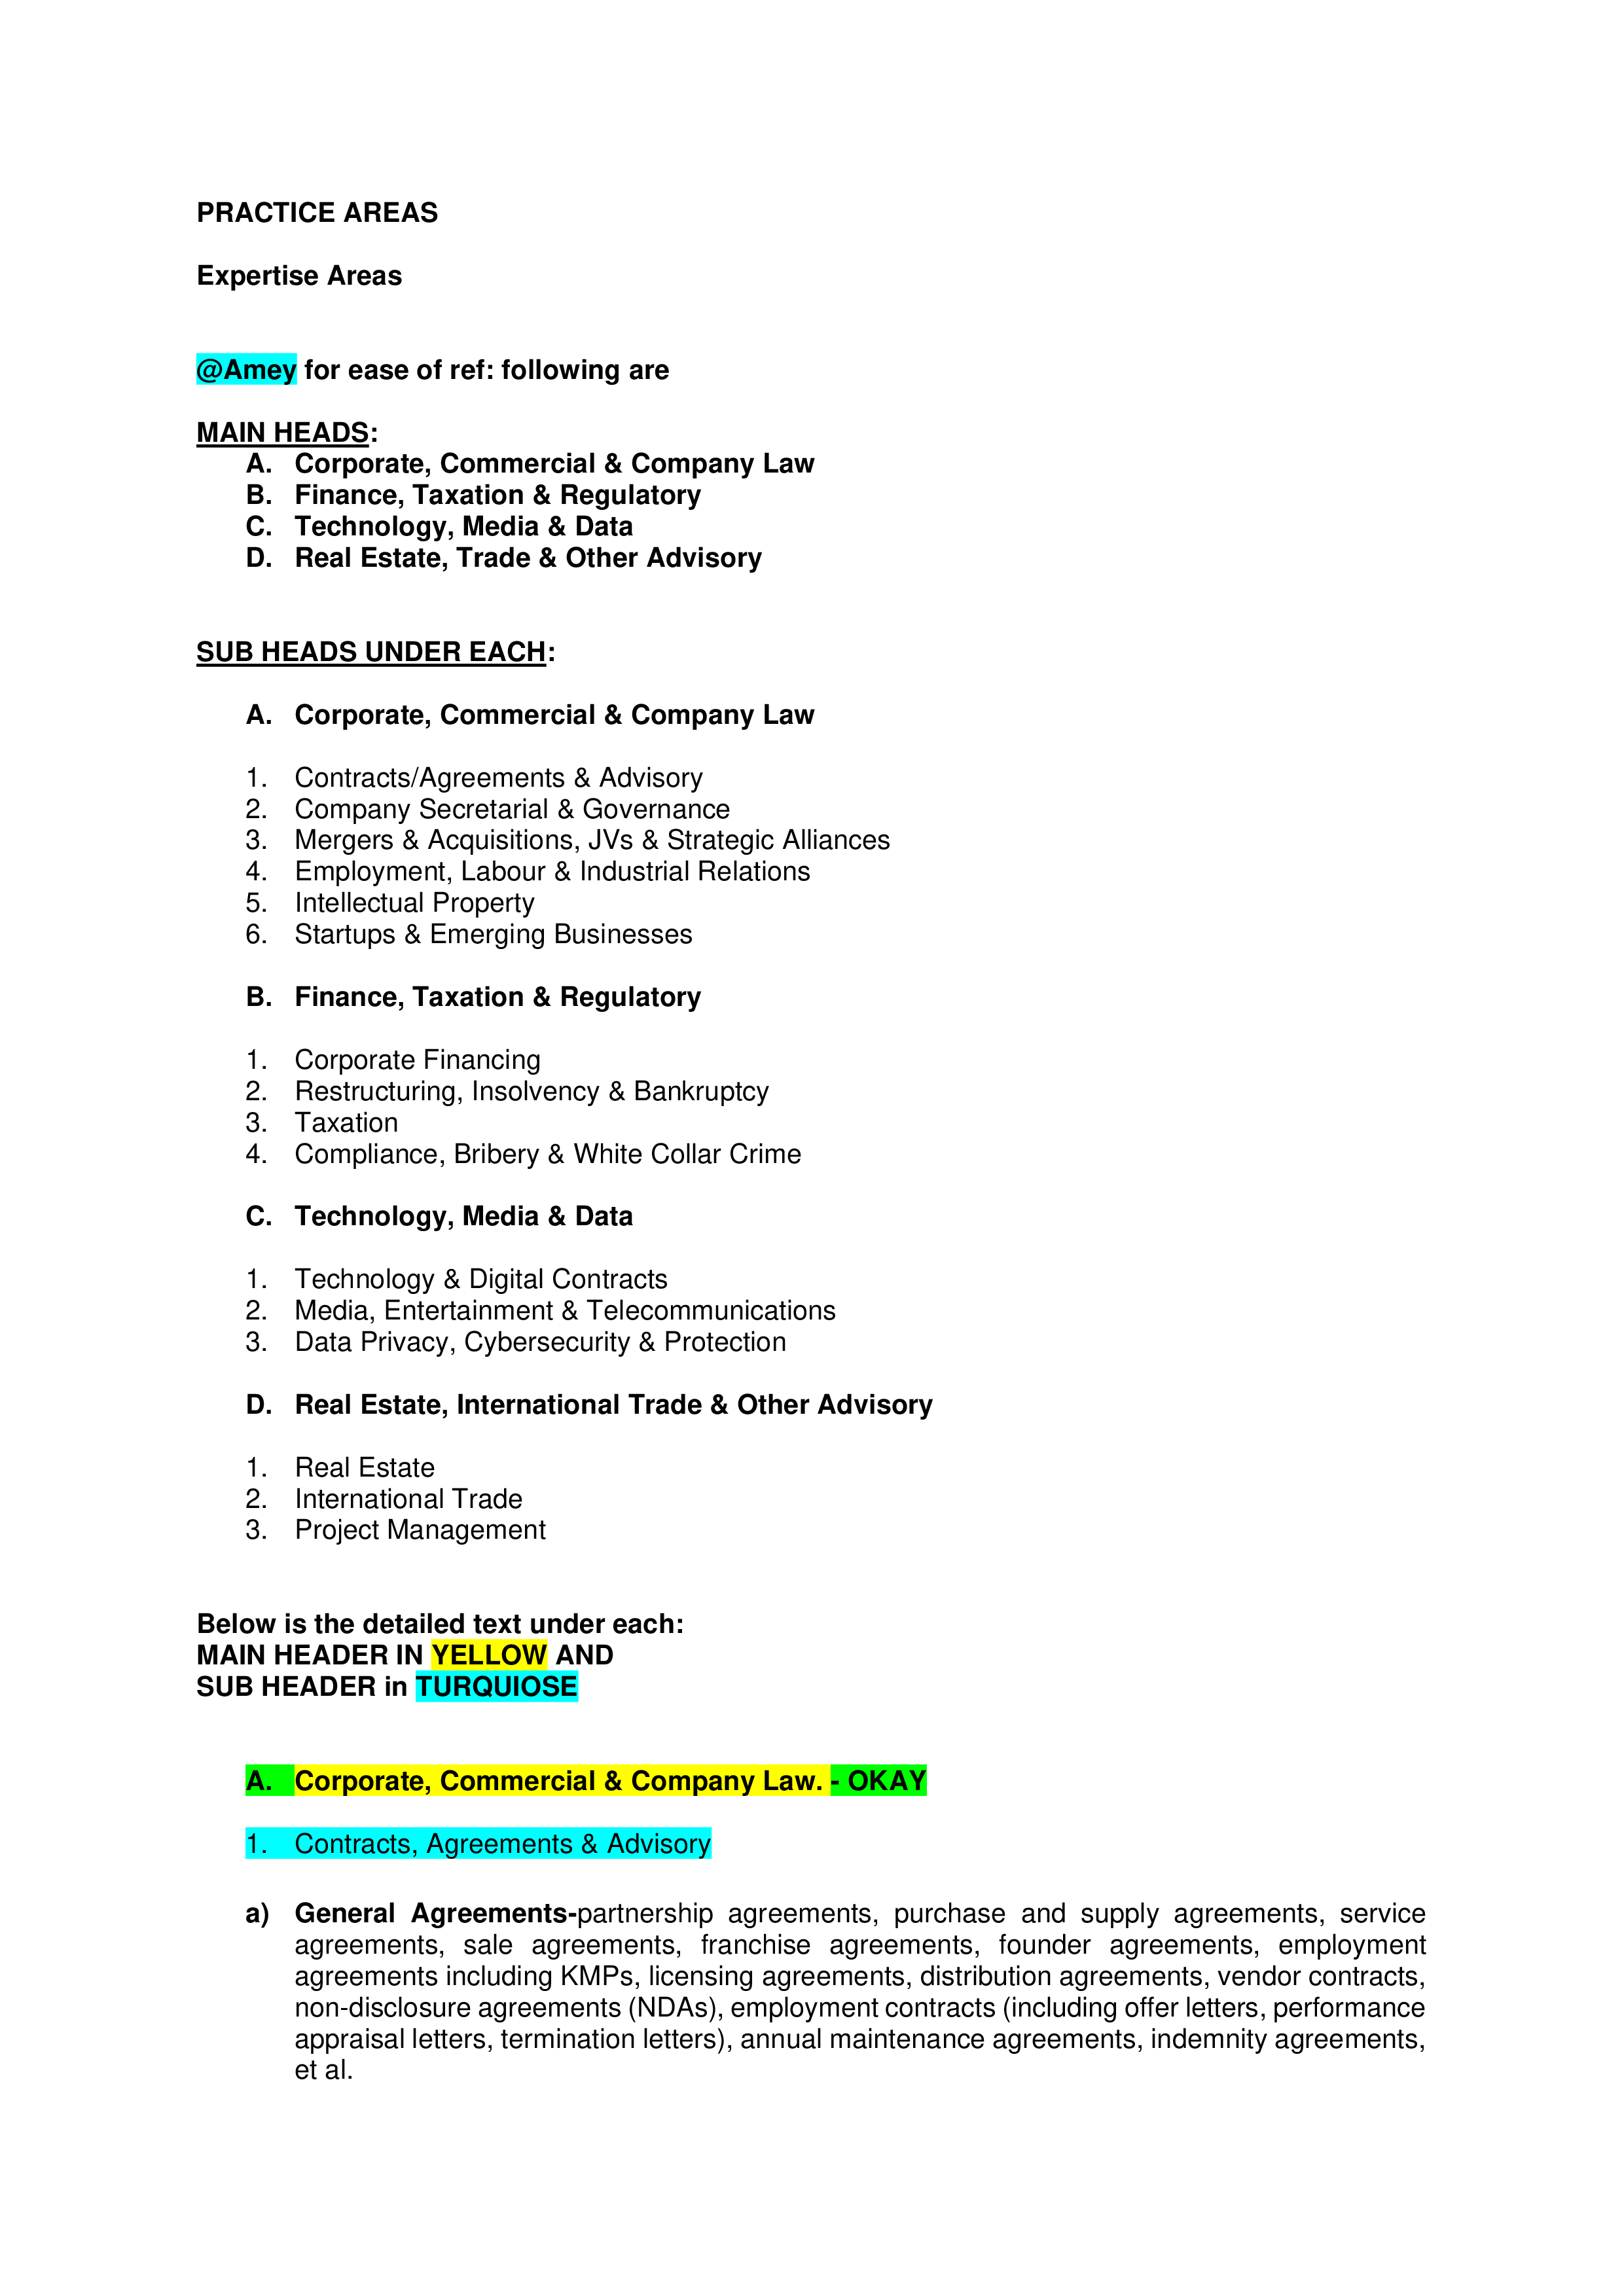 PRACTICE AREAS
Expertise Areas
@Amey for ease of ref: following are
MAIN HEADS:
A. Corporate, Commercial & Company Law
B. Finance, Taxation & Regulatory
C. Technology, Media & Data
D. Real Estate, Trade & Other Advisory
SUB HEADS UNDER EACH:
A. Corporate, Commercial & Company Law
1. Contracts/Agreements & Advisory
2. Company Secretarial & Governance
3. Mergers & Acquisitions, JVs & Strategic Alliances
4. Employment, Labour & Industrial Relations
5. Intellectual Property
6. Startups & Emerging Businesses
B. Finance, Taxation & Regulatory
1. Corporate Financing
2. Restructuring, Insolvency & Bankruptcy
3. Taxation
4. Compliance, Bribery & White Collar Crime
C. Technology, Media & Data
1. Technology & Digital Contracts
2. Media, Entertainment & Telecommunications
3. Data Privacy, Cybersecurity & Protection
D. Real Estate, International Trade & Other Advisory
1. Real Estate
2. International Trade
3. Project Management
Below is the detailed text under each:
MAIN HEADER IN YELLOW AND
SUB HEADER in TURQUIOSE
A. Corporate, Commercial & Company Law. - OKAY
1. Contracts, Agreements & Advisory
a) General Agreements-partnership agreements, purchase and supply agreements, service
agreements, sale agreements, franchise agreements, founder agreements, employment
agreements including KMPs, licensing agreements, distribution agreements, vendor contracts,
non-disclosure agreements (NDAs), employment contracts (including offer letters, performance
appraisal letters, termination letters), annual maintenance agreements, indemnity agreements,
et al.